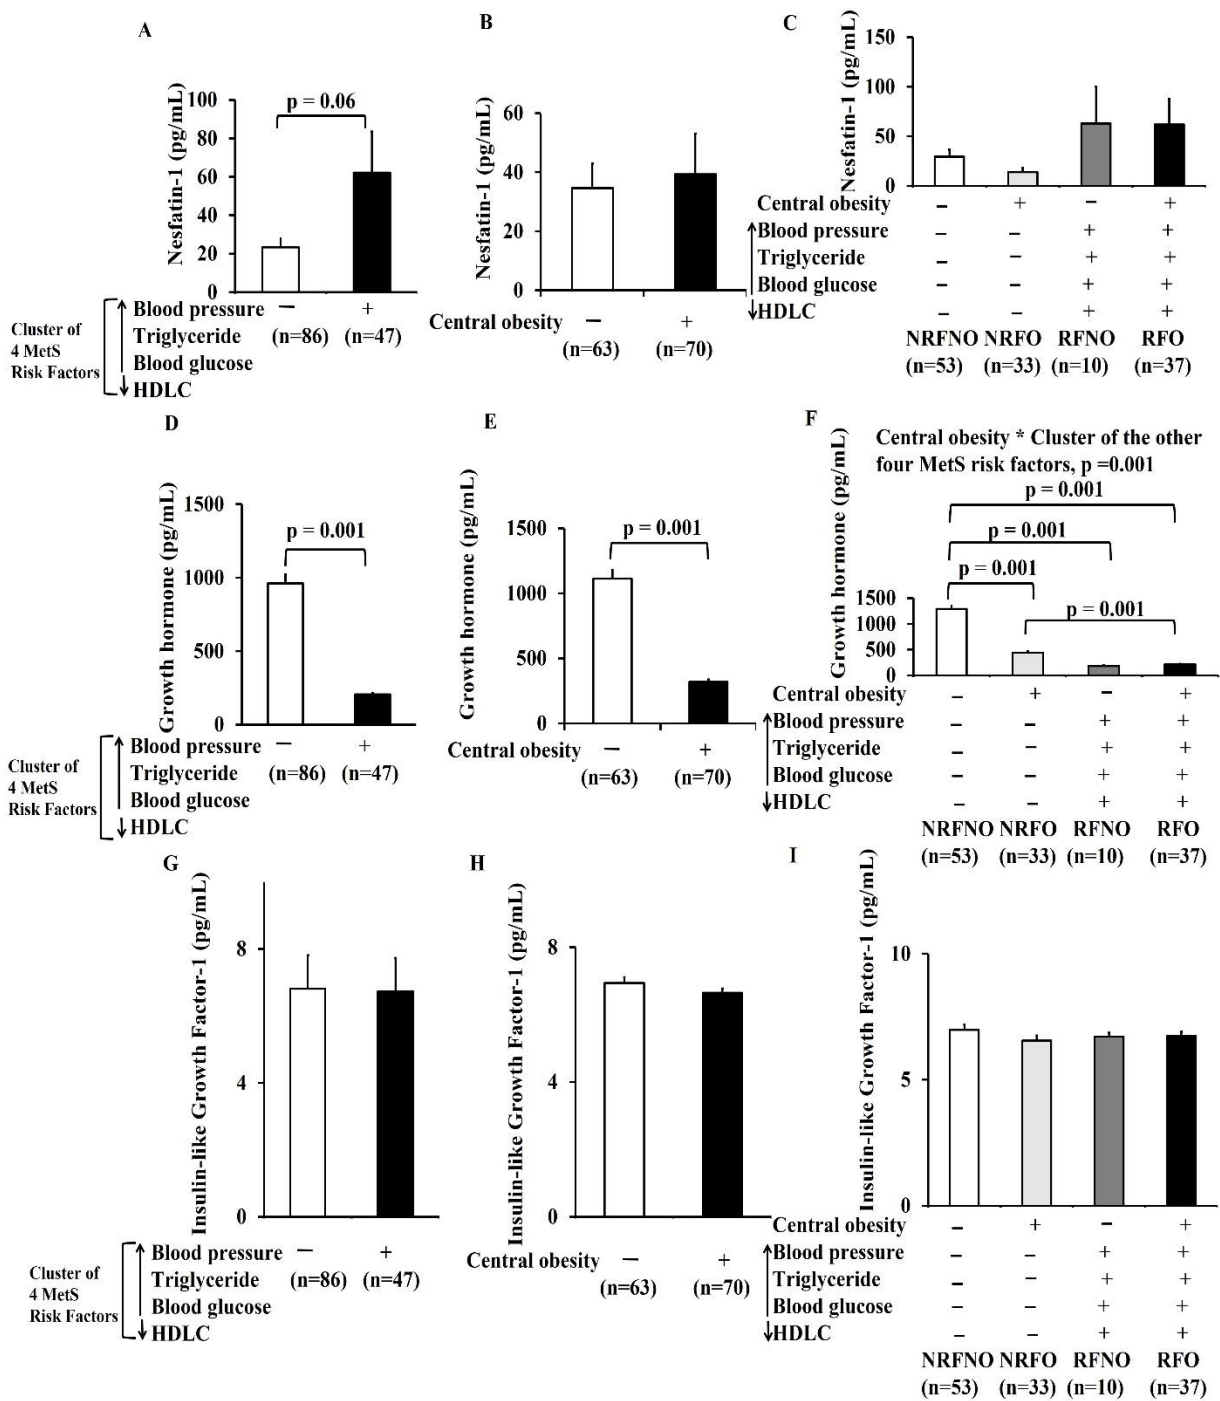 A
Nesfatin-1 (pg/mL)
100
80
60
40
20
0
p = 0.06
Cluster of
4 MetS
Risk Factors
↑ Blood pressure − +
Triglyceride (n=86) (n=47)
Blood glucose
↓ HDLC
B
Nesfatin-1 (pg/mL)
60
40
20
0
Central obesity − +
(n=63) (n=70)
C
Nesfatin-1 (pg/mL)
150
100
50
0
Central obesity − + − +
↑ Blood pressure − − + +
Triglyceride − − + +
Blood glucose − − + +
↓ HDLC − − + +
NRFNO NRFO RFNO RFO
(n=53) (n=33) (n=10) (n=37)
D
Growth hormone (pg/mL)
1500
1000
500
0
p = 0.001
Cluster of
4 MetS
Risk Factors
↑ Blood pressure − +
Triglyceride (n=86) (n=47)
Blood glucose
↓ HDLC
E
Growth hormone (pg/mL)
1500
1000
500
0
p = 0.001
Central obesity − +
(n=63) (n=70)
F
Central obesity * Cluster of the other
four MetS risk factors, p =0.001
p = 0.001
p = 0.001
p = 0.001
p = 0.001
Growth hormone (pg/mL)
1500
1000
500
0
Central obesity − + − +
↑ Blood pressure − − + +
Triglyceride − − + +
Blood glucose − − + +
↓ HDLC − − + +
NRFNO NRFO RFNO RFO
(n=53) (n=33) (n=10) (n=37)
G
Insulin-like Growth Factor-1 (pg/mL)
8
4
0
Cluster of
4 MetS
Risk Factors
↑ Blood pressure − +
Triglyceride (n=86) (n=47)
Blood glucose
↓ HDLC
H
Insulin-like Growth Factor-1 (pg/mL)
8
4
0
Central obesity − +
(n=63) (n=70)
I
Insulin-like Growth Factor-1 (pg/mL)
10
5
0
Central obesity − + − +
↑ Blood pressure − − + +
Triglyceride − − + +
Blood glucose − − + +
↓ HDLC − − + +
NRFNO NRFO RFNO RFO
(n=53) (n=33) (n=10) (n=37)